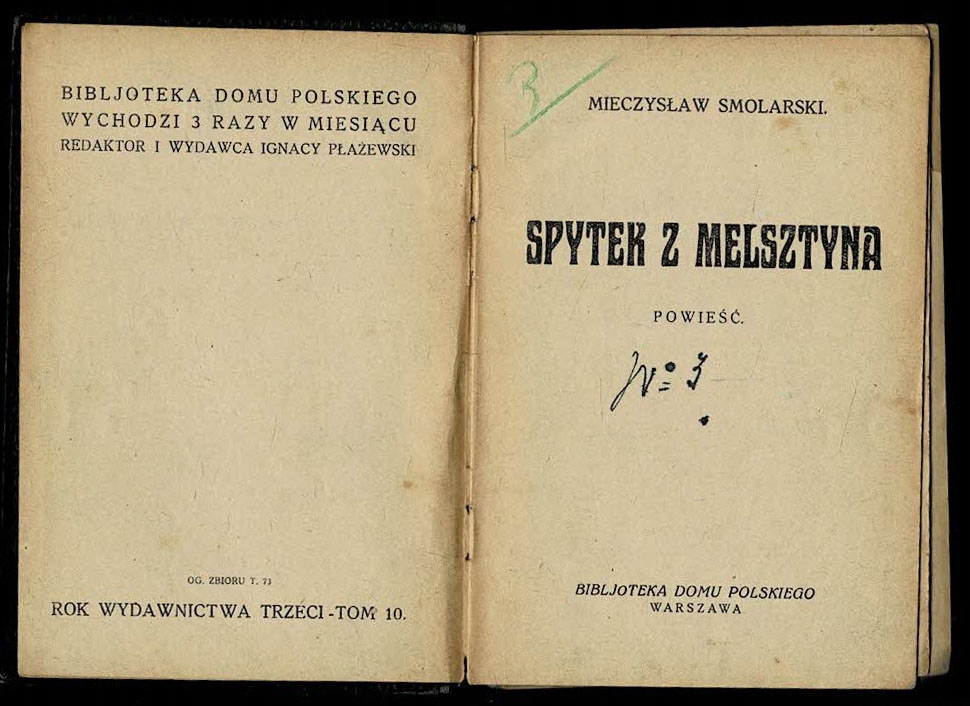 BIBLJOTEKA DOMU POLSKIEGO
WYCHODZI 3 RAZY W MIESIĄCU
REDAKTOR I WYDAWCA IGNACY PŁAŻEWSKI
OG. ZBIORU T. 73
ROK WYDAWNICTWA TRZECI - TOM 10.
3
MIECZYSŁAW SMOLARSKI.
SPYTEK Z MELSZTYNA
POWIEŚĆ.
No 3
BIBLJOTEKA DOMU POLSKIEGO
WARSZAWA